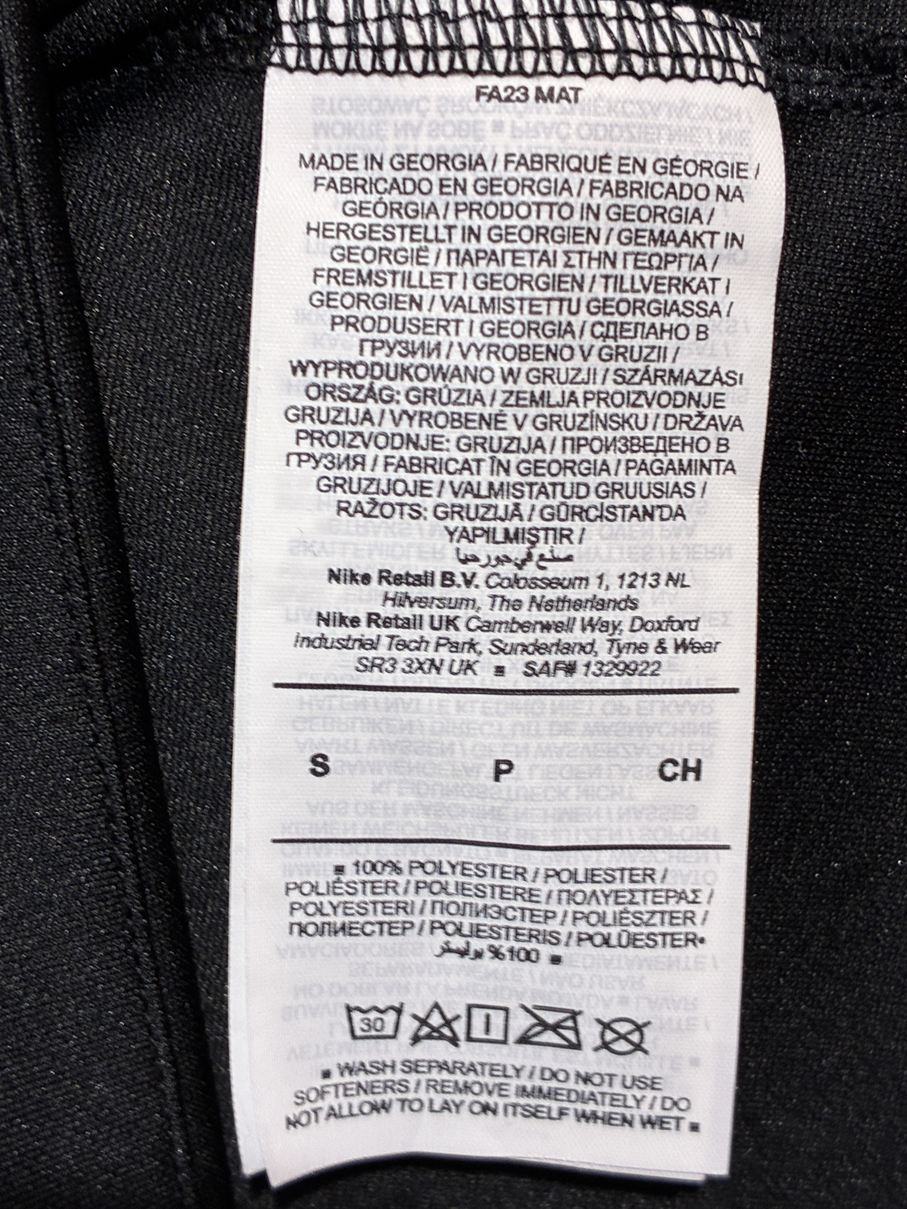 FA23 MAT
MADE IN GEORGIA / FABRIQUÉ EN GÉORGIE /
FABRICADO EN GEORGIA / FABRICADO NA
GEÓRGIA / PRODOTTO IN GEORGIA /
HERGESTELLT IN GEORGIEN / GEMAAKT IN
GEORGIË / ΠΑΡΑΓΕΤΑΙ ΣΤΗΝ ΓΕΩΡΓΙΑ /
FREMSTILLET I GEORGIEN / TILLVERKAT I
GEORGIEN / VALMISTETTU GEORGIASSA /
PRODUSERT I GEORGIA / СДЕЛАНО В
ГРУЗИИ / VYROBENO V GRUZII /
WYPRODUKOWANO W GRUZJI / SZÁRMAZÁSI
ORSZÁG: GRÚZIA / ZEMLJA PROIZVODNJE
GRUZIJA / VYROBENÉ V GRUZÍNSKU / DRŽAVA
PROIZVODNJE: GRUZIJA / ПРОИЗВЕДЕНО В
ГРУЗИЯ / FABRICAT ÎN GEORGIA / PAGAMINTA
GRUZIJOJE / VALMISTATUD GRUUSIAS /
RAŽOTS: GRUZIJĀ / GÜRCİSTAN'DA
YAPILMIŞTIR /
صنع في جورجيا
Nike Retail B.V. Colosseum 1, 1213 NL
Hilversum, The Netherlands
Nike Retail UK Camberwell Way, Doxford
Industrial Tech Park, Sunderland, Tyne & Wear
SR3 3XN UK ■ SAF# 1329922
S P CH
■ 100% POLYESTER / POLIESTER /
POLIÉSTER / POLIESTERE / ΠΟΛΥΕΣΤΕΡΑΣ /
POLYESTERI / ПОЛИЭСТЕР / POLIÉSZTER /
ПОЛИЕСТЕР / POLIESTERIS / POLÜESTER•
%100 بوليستر ■
30
■ WASH SEPARATELY / DO NOT USE
SOFTENERS / REMOVE IMMEDIATELY / DO
NOT ALLOW TO LAY ON ITSELF WHEN WET ■